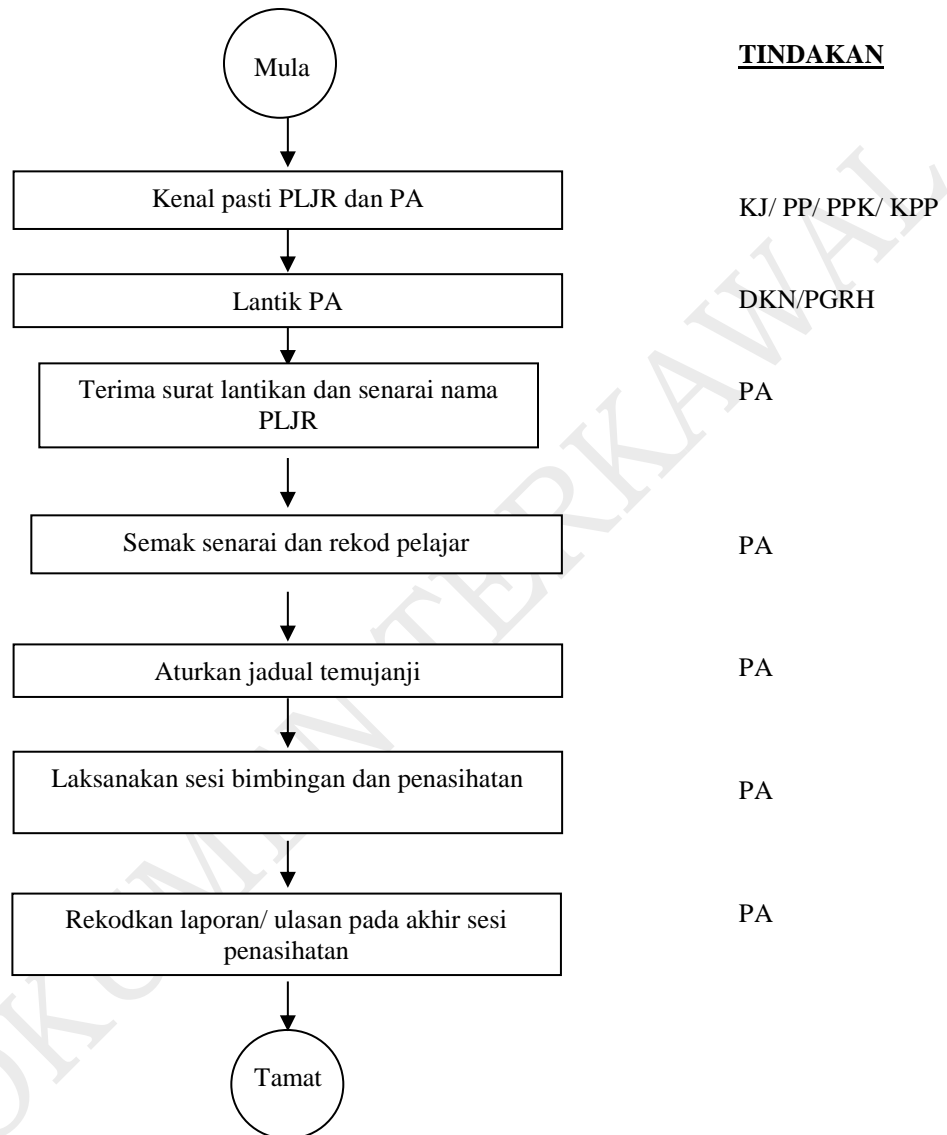 Mula
TINDAKAN
Kenal pasti PLJR dan PA
KJ/ PP/ PPK/ KPP
Lantik PA
DKN/PGRH
Terima surat lantikan dan senarai nama
PLJR
PA
Semak senarai dan rekod pelajar
PA
Aturkan jadual temujanji
PA
Laksanakan sesi bimbingan dan penasihatan
PA
Rekodkan laporan/ ulasan pada akhir sesi
penasihatan
PA
Tamat
OKUMEN TERKAWAL